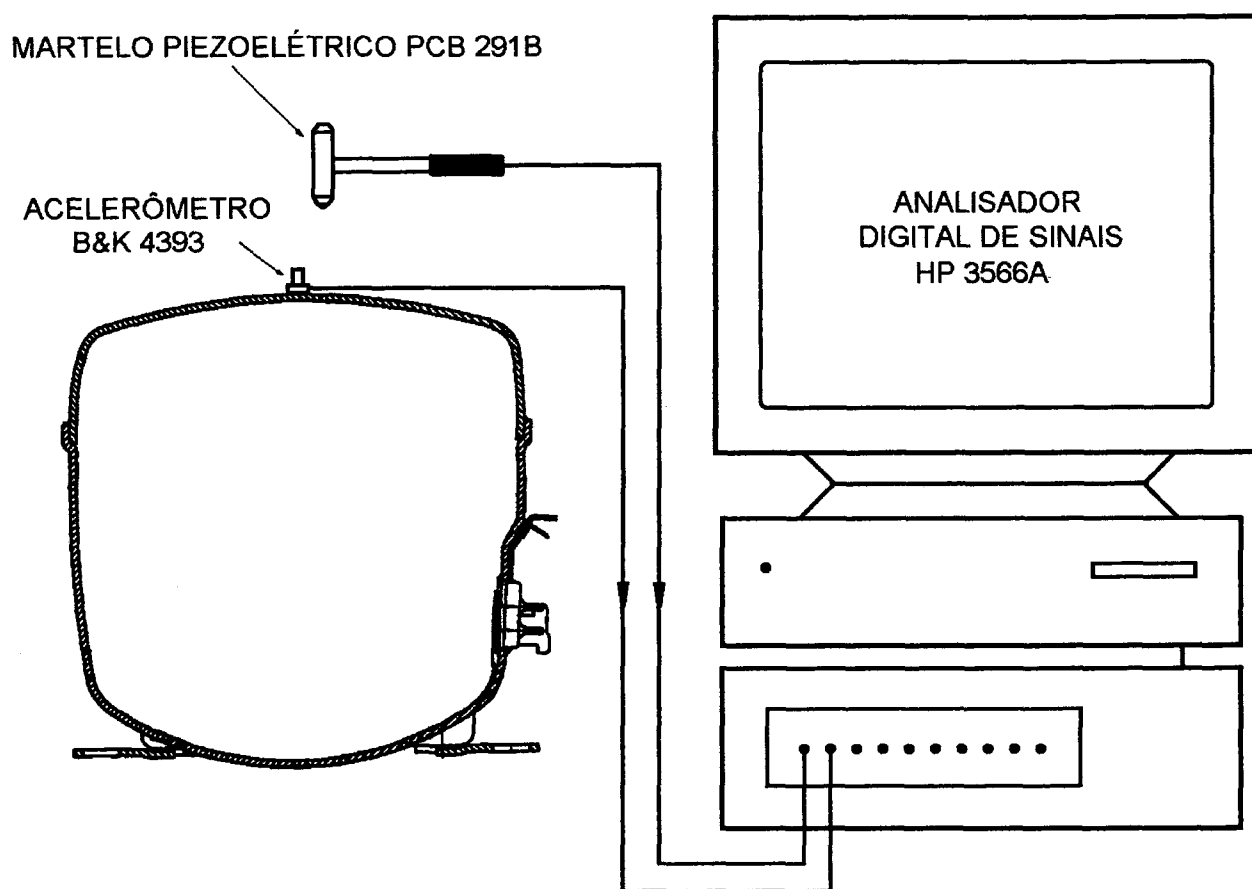 MARTELO PIEZOELÉTRICO PCB 291B
ACELERÔMETRO
B&K 4393
ANALISADOR
DIGITAL DE SINAIS
HP 3566A